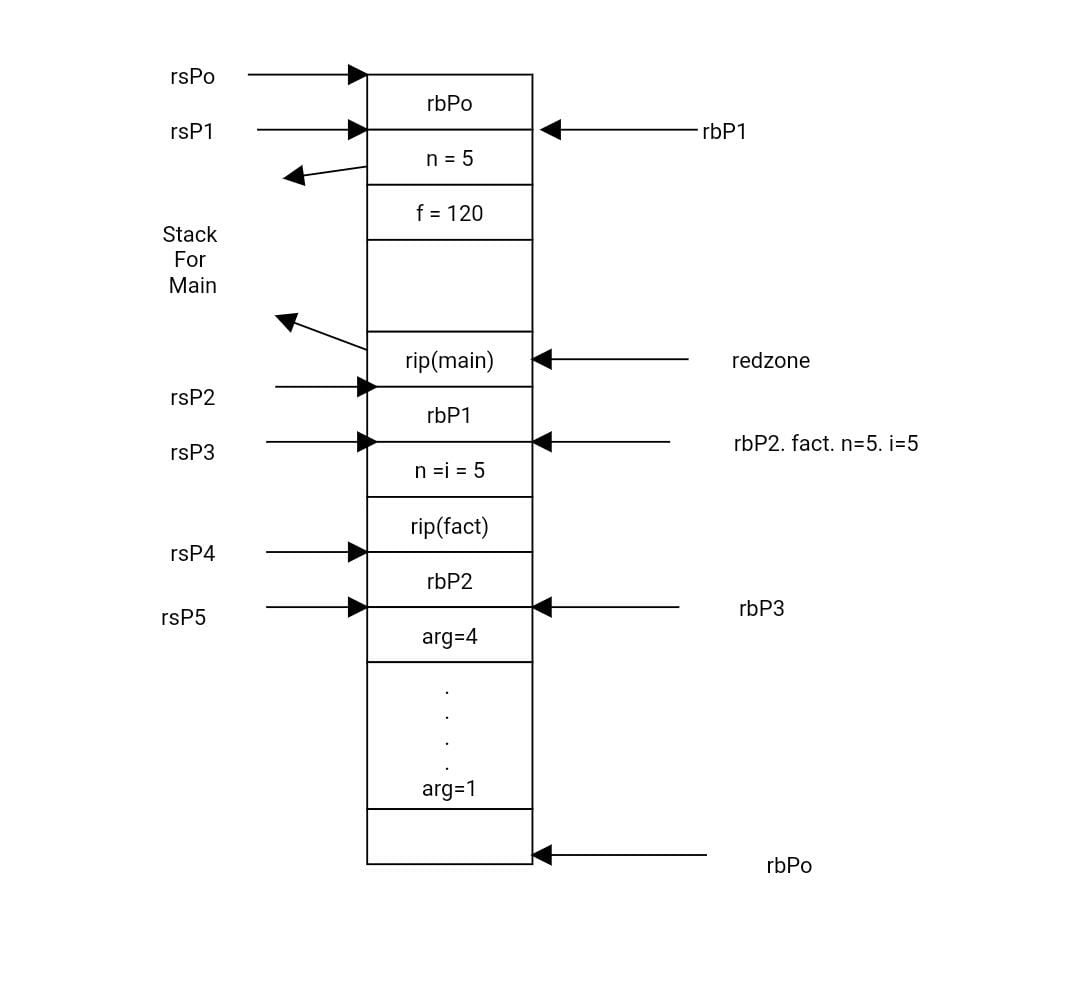 rsPo
rbPo
rsP1
rbP1
n = 5
f = 120
Stack
For
Main
rip(main)
redzone
rsP2
rbP1
rsP3
rbP2. fact. n=5. i=5
n =i = 5
rip(fact)
rsP4
rbP2
rsP5
rbP3
arg=4
.
.
.
.
arg=1
rbPo